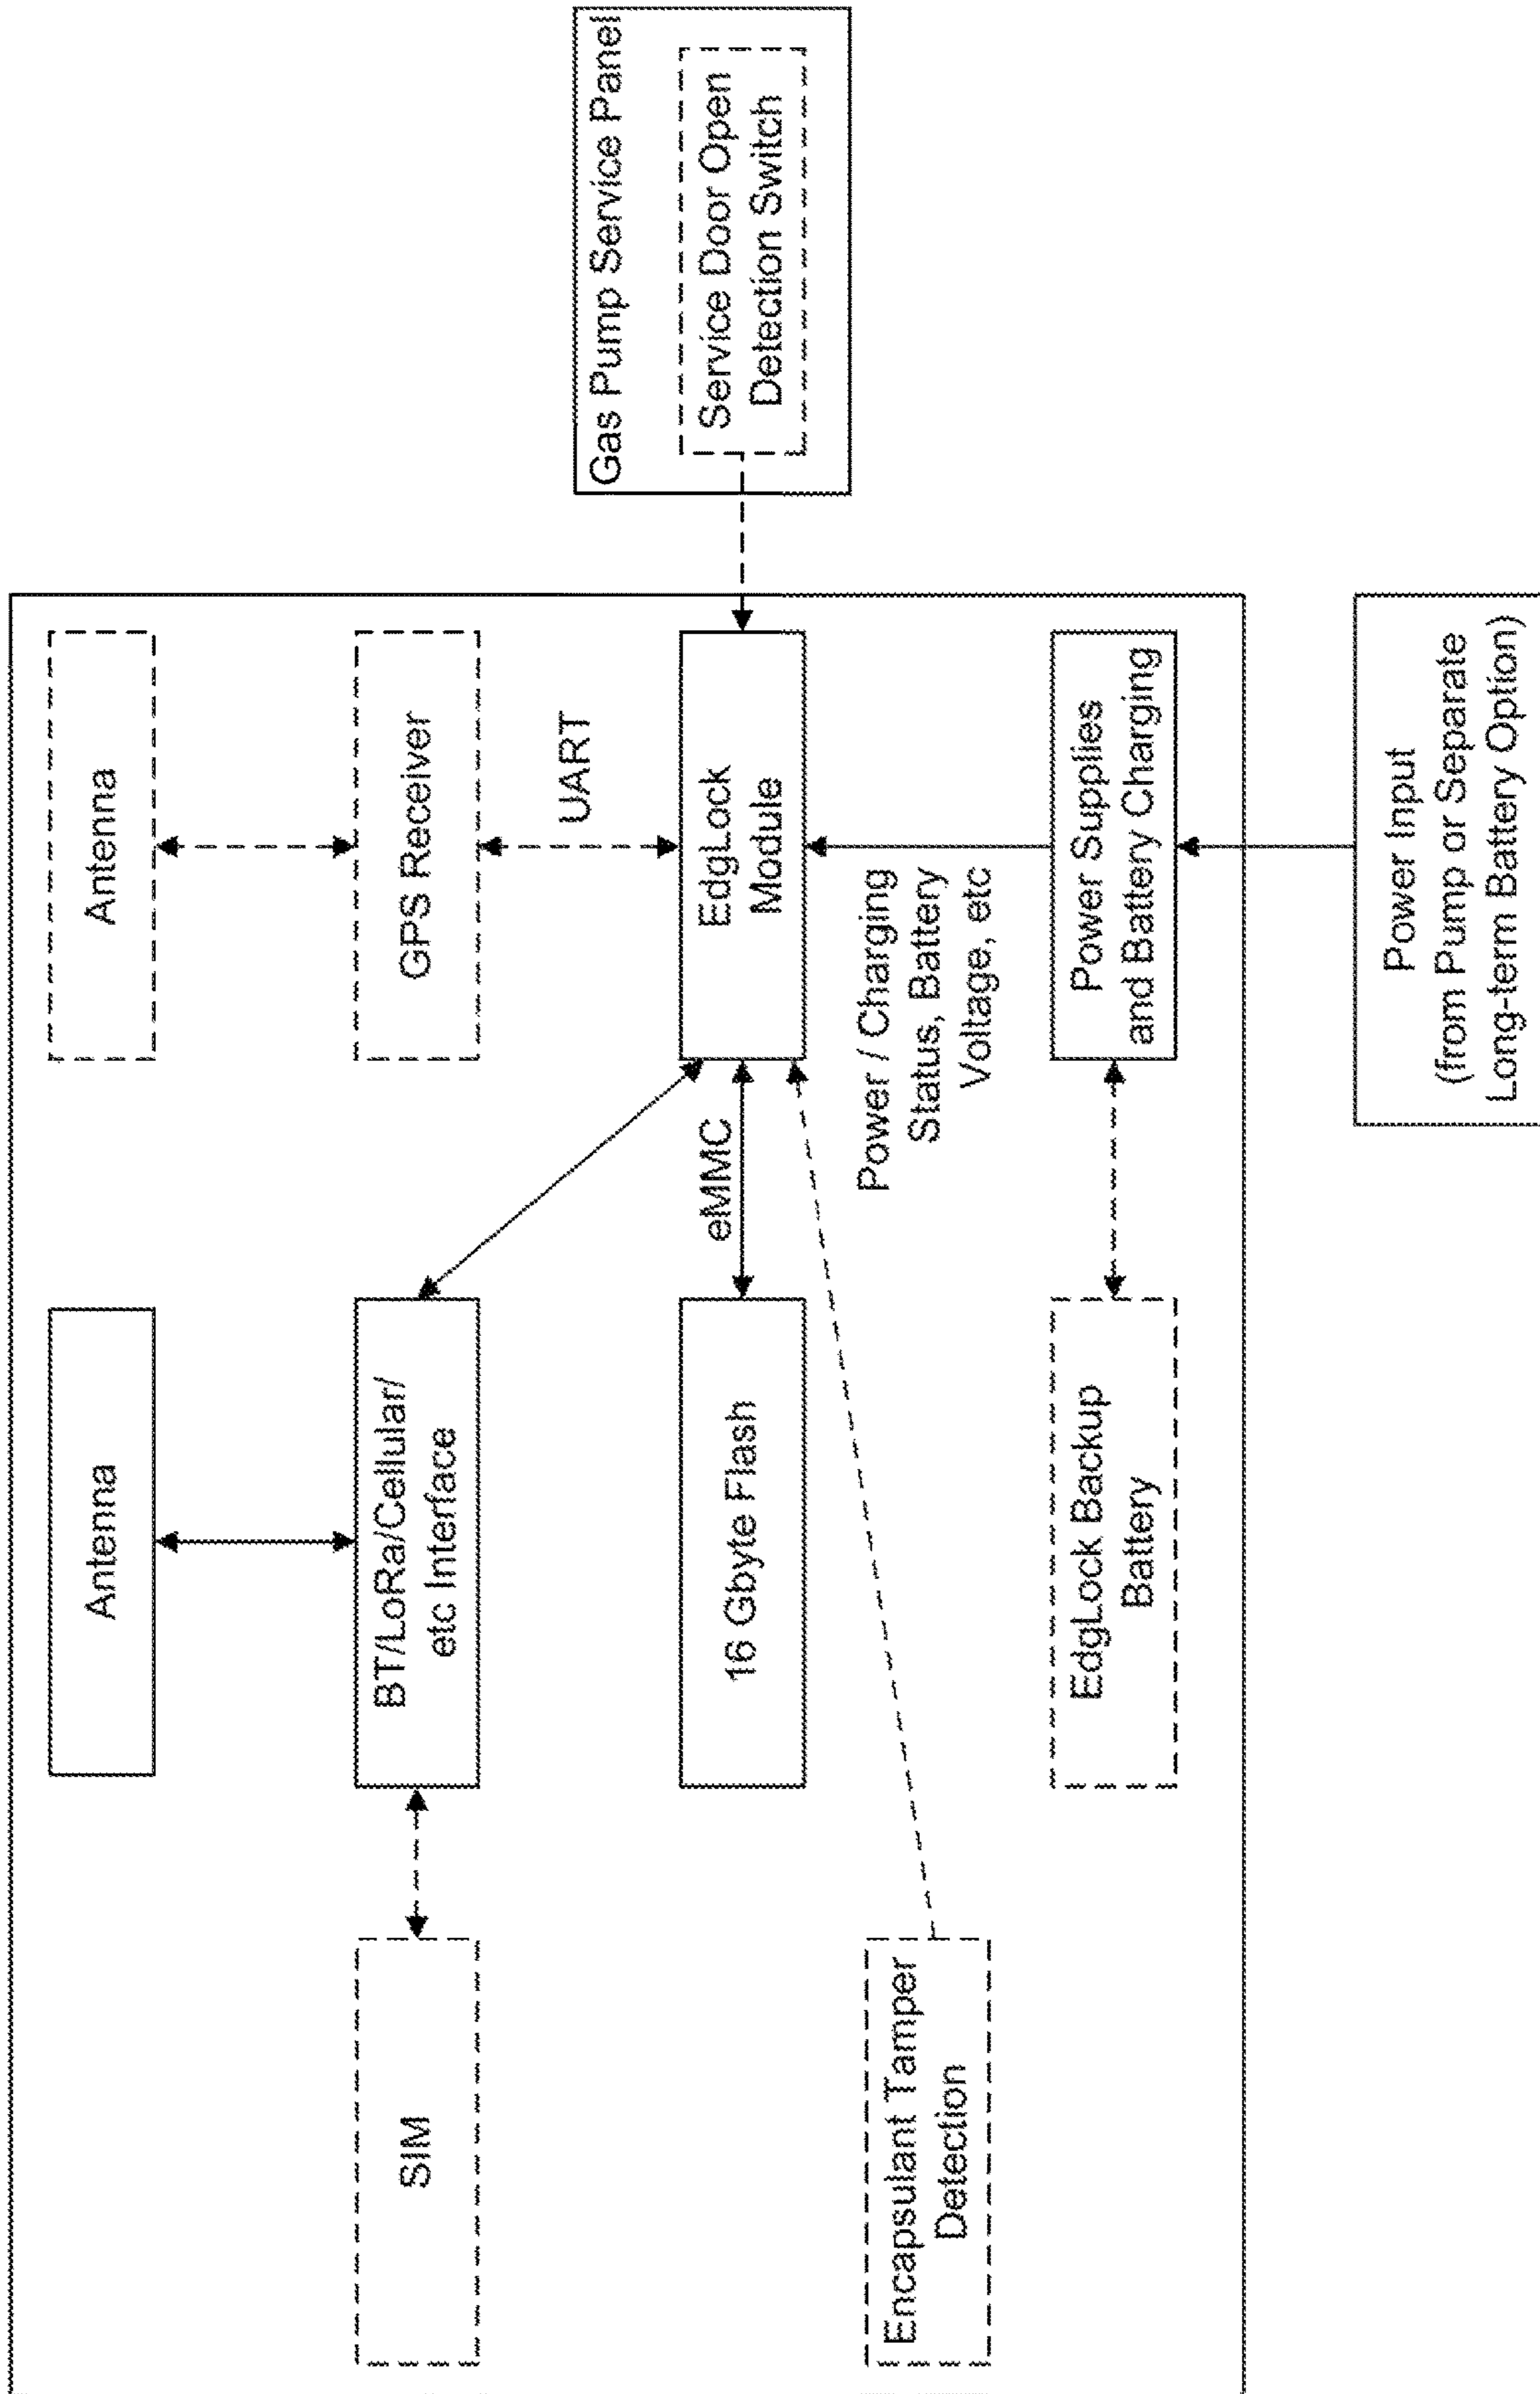 Antenna
Antenna
SIM
BT/LoRa/Cellular/
etc Interface
GPS Receiver
UART
Gas Pump Service Panel
Service Door Open
Detection Switch
16 Gbyte Flash
eMMC
EdgLock
Module
Encapsulant Tamper
Detection
Power / Charging
Status, Battery
Voltage, etc
EdgLock Backup
Battery
Power Supplies
and Battery Charging
Power Input
(from Pump or Separate
Long-term Battery Option)